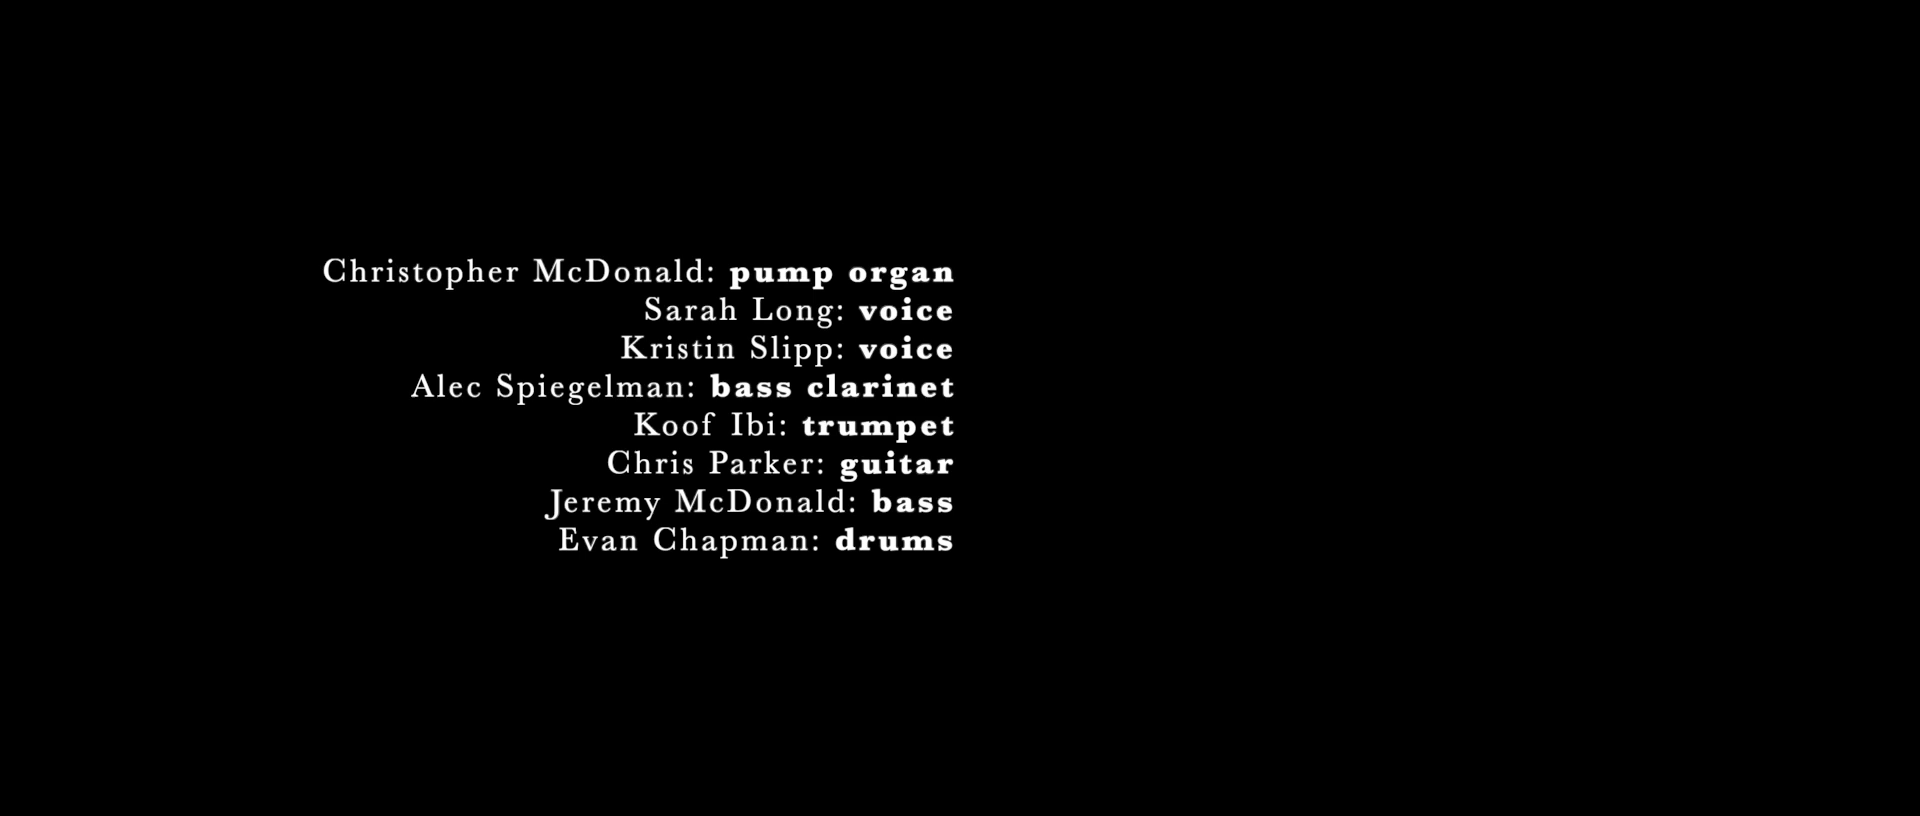 Christopher McDonald: pump organ
Sarah Long: voice
Kristin Slipp: voice
Alec Spiegelman: bass clarinet
Koof Ibi: trumpet
Chris Parker: guitar
Jeremy McDonald: bass
Evan Chapman: drums